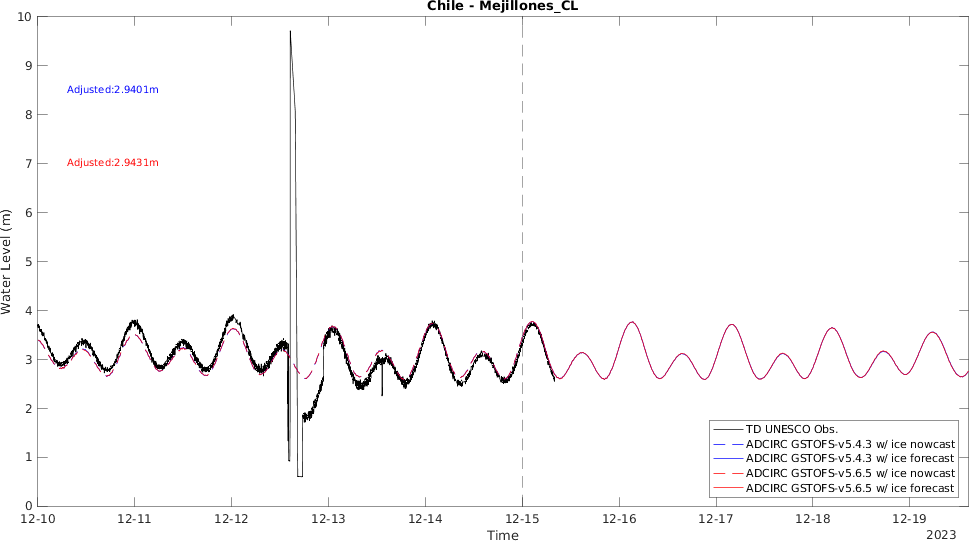 Chile - Mejillones_CL
10
9
8
7
6
5
4
3
2
1
0
Water Level (m)
Adjusted:2.9401m
Adjusted:2.9431m
TD UNESCO Obs.
ADCIRC GSTOFS-v5.4.3 w/ ice nowcast
ADCIRC GSTOFS-v5.4.3 w/ ice forecast
ADCIRC GSTOFS-v5.6.5 w/ ice nowcast
ADCIRC GSTOFS-v5.6.5 w/ ice forecast
12-10 12-11 12-12 12-13 12-14 12-15 12-16 12-17 12-18 12-19
Time
2023